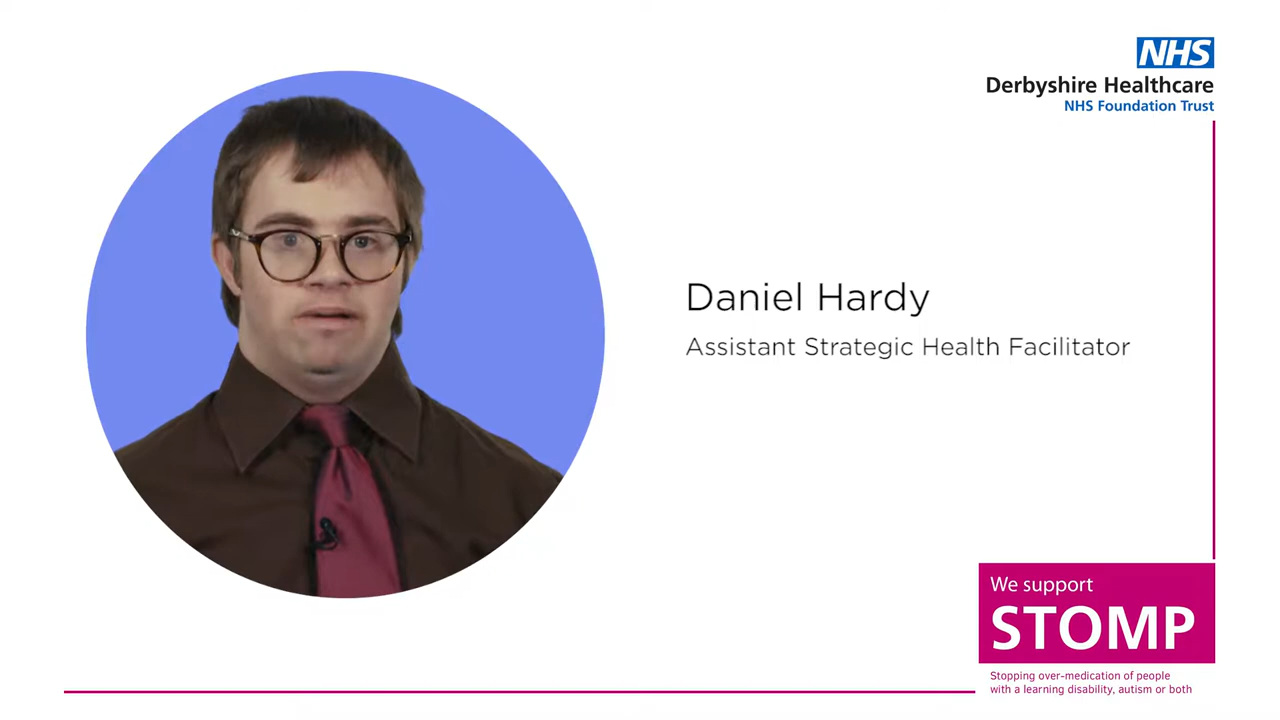 NHS
Derbyshire Healthcare
NHS Foundation Trust
Daniel Hardy
Assistant Strategic Health Facilitator
We support
STOMP
Stopping over-medication of people
with a learning disability, autism or both